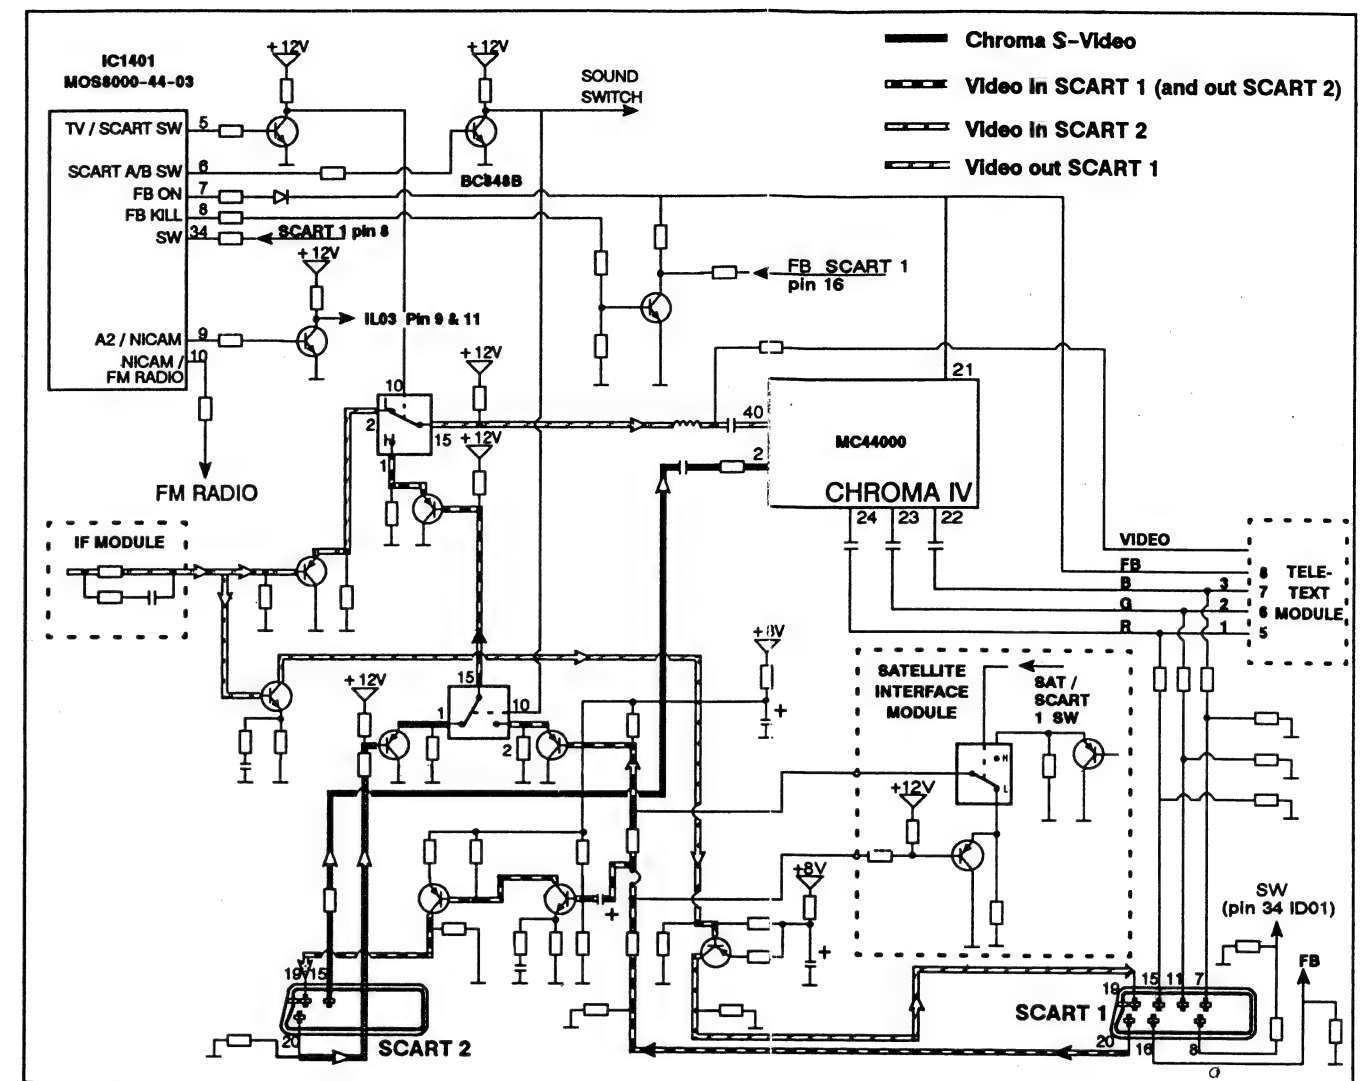 IC1401
MOS8000-44-03
+12V
+12V
SOUND
SWITCH
Chroma S-Video
Video In SCART 1 (and out SCART 2)
Video In SCART 2
Video out SCART 1
TV / SCART SW 5
SCART A/B SW 6
FB ON 7
FB KILL 8
SW 34
SCART 1 pin 8
BC848B
+12V
FB SCART 1
pin 16
IL03 Pin 9 & 11
A2 / NICAM 9
NICAM / 10
FM RADIO
+12V
10
2
15
H
1
+12V
40
2
21
MC44000
CHROMA IV
24 23 22
FM RADIO
IF MODULE
VIDEO
FB
B
G
R
3
2
1
8
7
6
5
TELE-
TEXT
MODULE
+8V
+
SATELLITE
INTERFACE
MODULE
SAT /
SCART
1 SW
H
L
+12V
+12V
15
1
10
2
+
+8V
+
SW
(pin 34 ID01)
FB
19 15
20
SCART 2
SCART 1
19
15 11 7
20
16
8